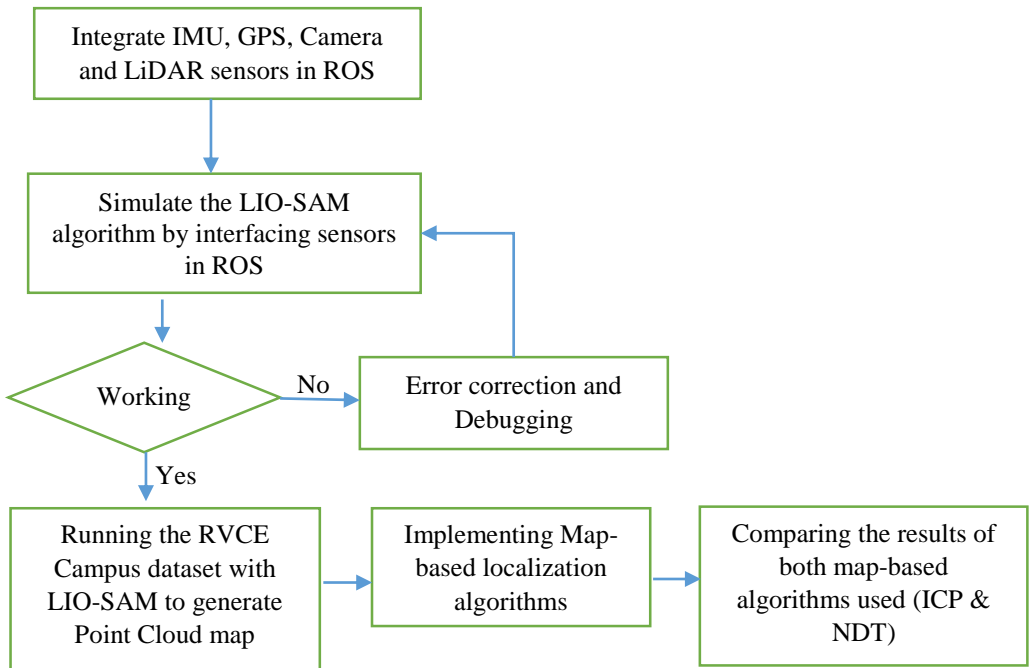 Integrate IMU, GPS, Camera
and LiDAR sensors in ROS
Simulate the LIO-SAM
algorithm by interfacing sensors
in ROS
Working
No
Error correction and
Debugging
Yes
Running the RVCE
Campus dataset with
LIO-SAM to generate
Point Cloud map
Implementing Map-
based localization
algorithms
Comparing the results of
both map-based
algorithms used (ICP &
NDT)